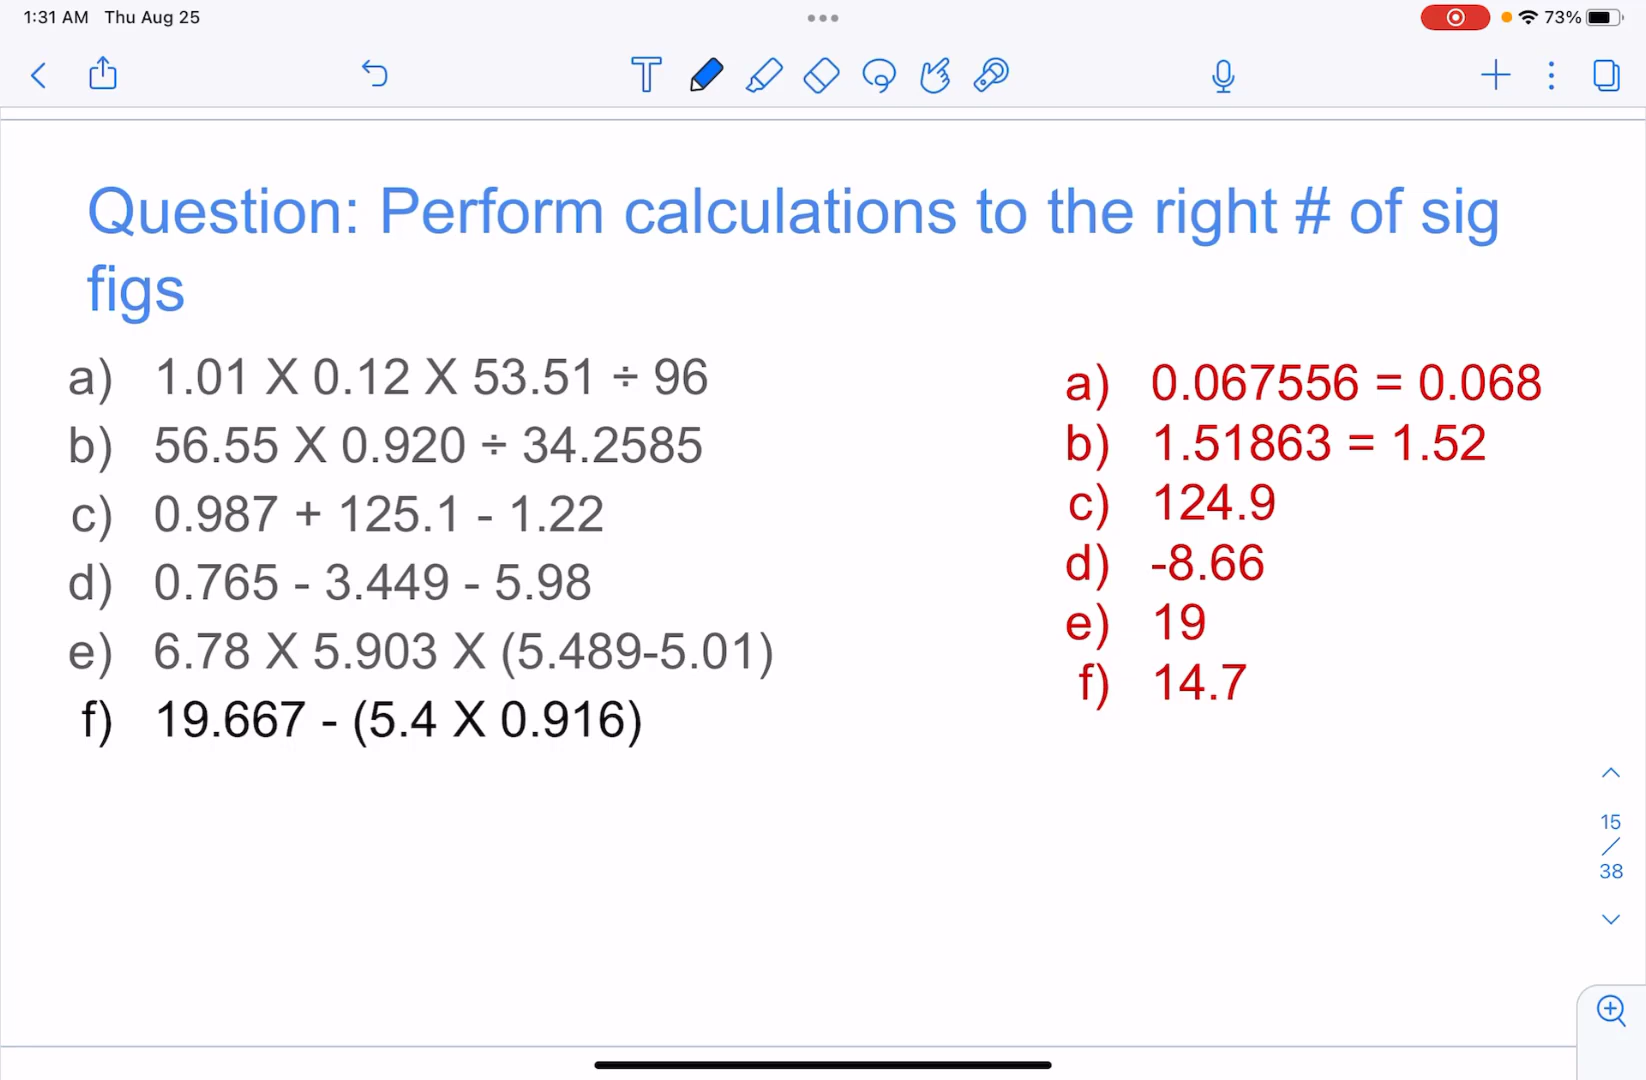 1:31 AM Thu Aug 25
73%
Question: Perform calculations to the right # of sig
figs
a) 1.01 X 0.12 X 53.51 ÷ 96
b) 56.55 X 0.920 ÷ 34.2585
c) 0.987 + 125.1 - 1.22
d) 0.765 - 3.449 - 5.98
e) 6.78 X 5.903 X (5.489-5.01)
f) 19.667 - (5.4 X 0.916)
a) 0.067556 = 0.068
b) 1.51863 = 1.52
c) 124.9
d) -8.66
e) 19
f) 14.7
15
/
38